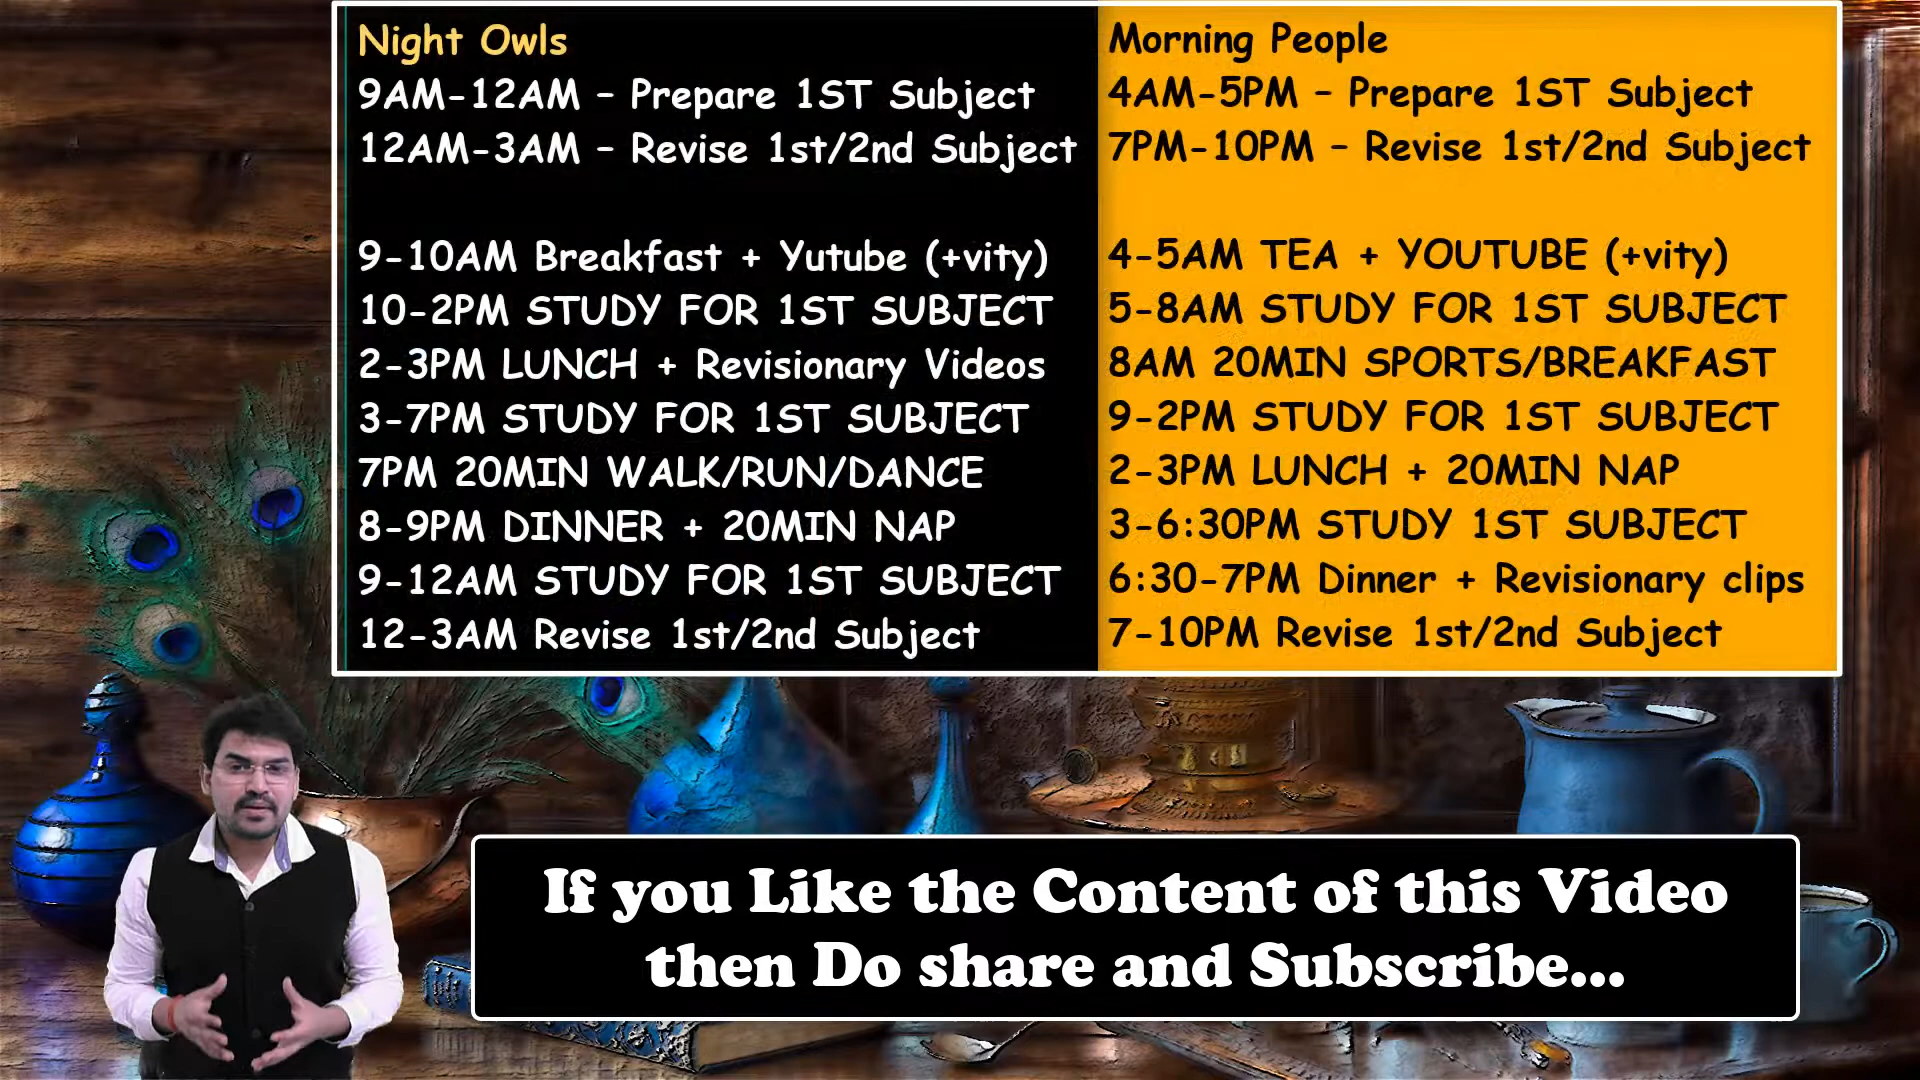 Night Owls
9AM-12AM – Prepare 1ST Subject
12AM-3AM – Revise 1st/2nd Subject
9-10AM Breakfast + Yutube (+vity)
10-2PM STUDY FOR 1ST SUBJECT
2-3PM LUNCH + Revisionary Videos
3-7PM STUDY FOR 1ST SUBJECT
7PM 20MIN WALK/RUN/DANCE
8-9PM DINNER + 20MIN NAP
9-12AM STUDY FOR 1ST SUBJECT
12-3AM Revise 1st/2nd Subject
Morning People
4AM-5PM – Prepare 1ST Subject
7PM-10PM – Revise 1st/2nd Subject
4-5AM TEA + YOUTUBE (+vity)
5-8AM STUDY FOR 1ST SUBJECT
8AM 20MIN SPORTS/BREAKFAST
9-2PM STUDY FOR 1ST SUBJECT
2-3PM LUNCH + 20MIN NAP
3-6:30PM STUDY 1ST SUBJECT
6:30-7PM Dinner + Revisionary clips
7-10PM Revise 1st/2nd Subject
If you Like the Content of this Video
then Do share and Subscribe...